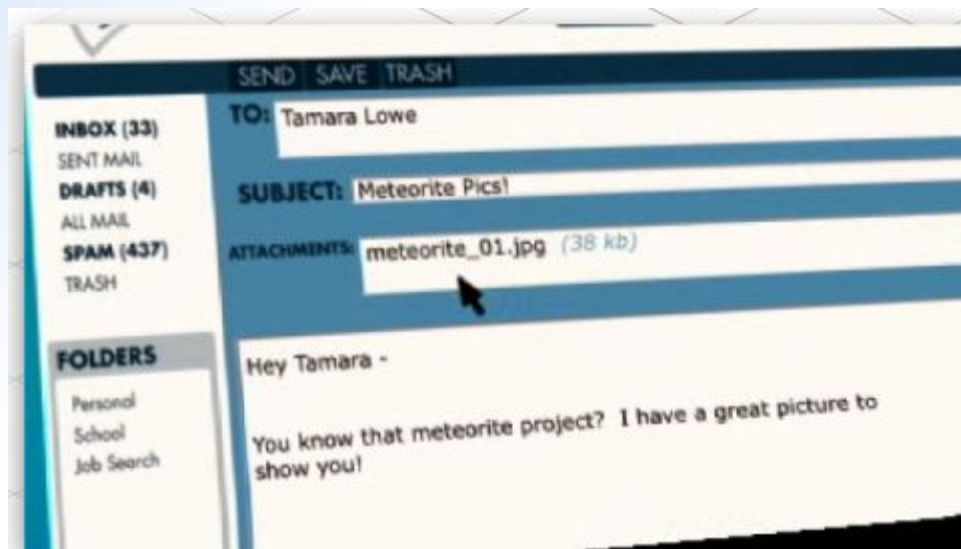 SEND SAVE TRASH
INBOX (33)
SENT MAIL
DRAFTS (4)
ALL MAIL
SPAM (437)
TRASH
FOLDERS
Personal
School
Job Search
TO: Tamara Lowe
SUBJECT: Meteorite Pics!
ATTACHMENTS: meteorite_01.jpg (38 kb)
Hey Tamara -
You know that meteorite project? I have a great picture to
show you!